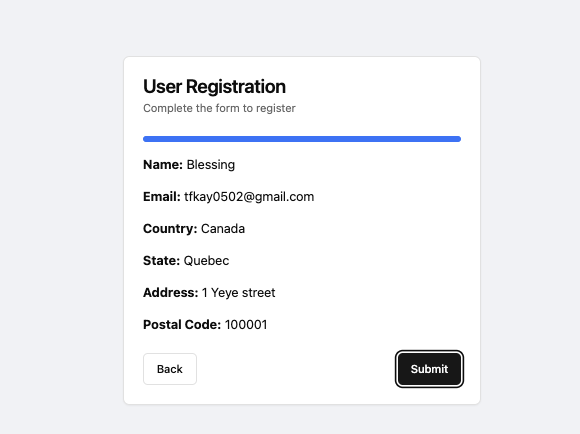 User Registration
Complete the form to register
Name: Blessing
Email: tfkay0502@gmail.com
Country: Canada
State: Quebec
Address: 1 Yeye street
Postal Code: 100001
Back Submit